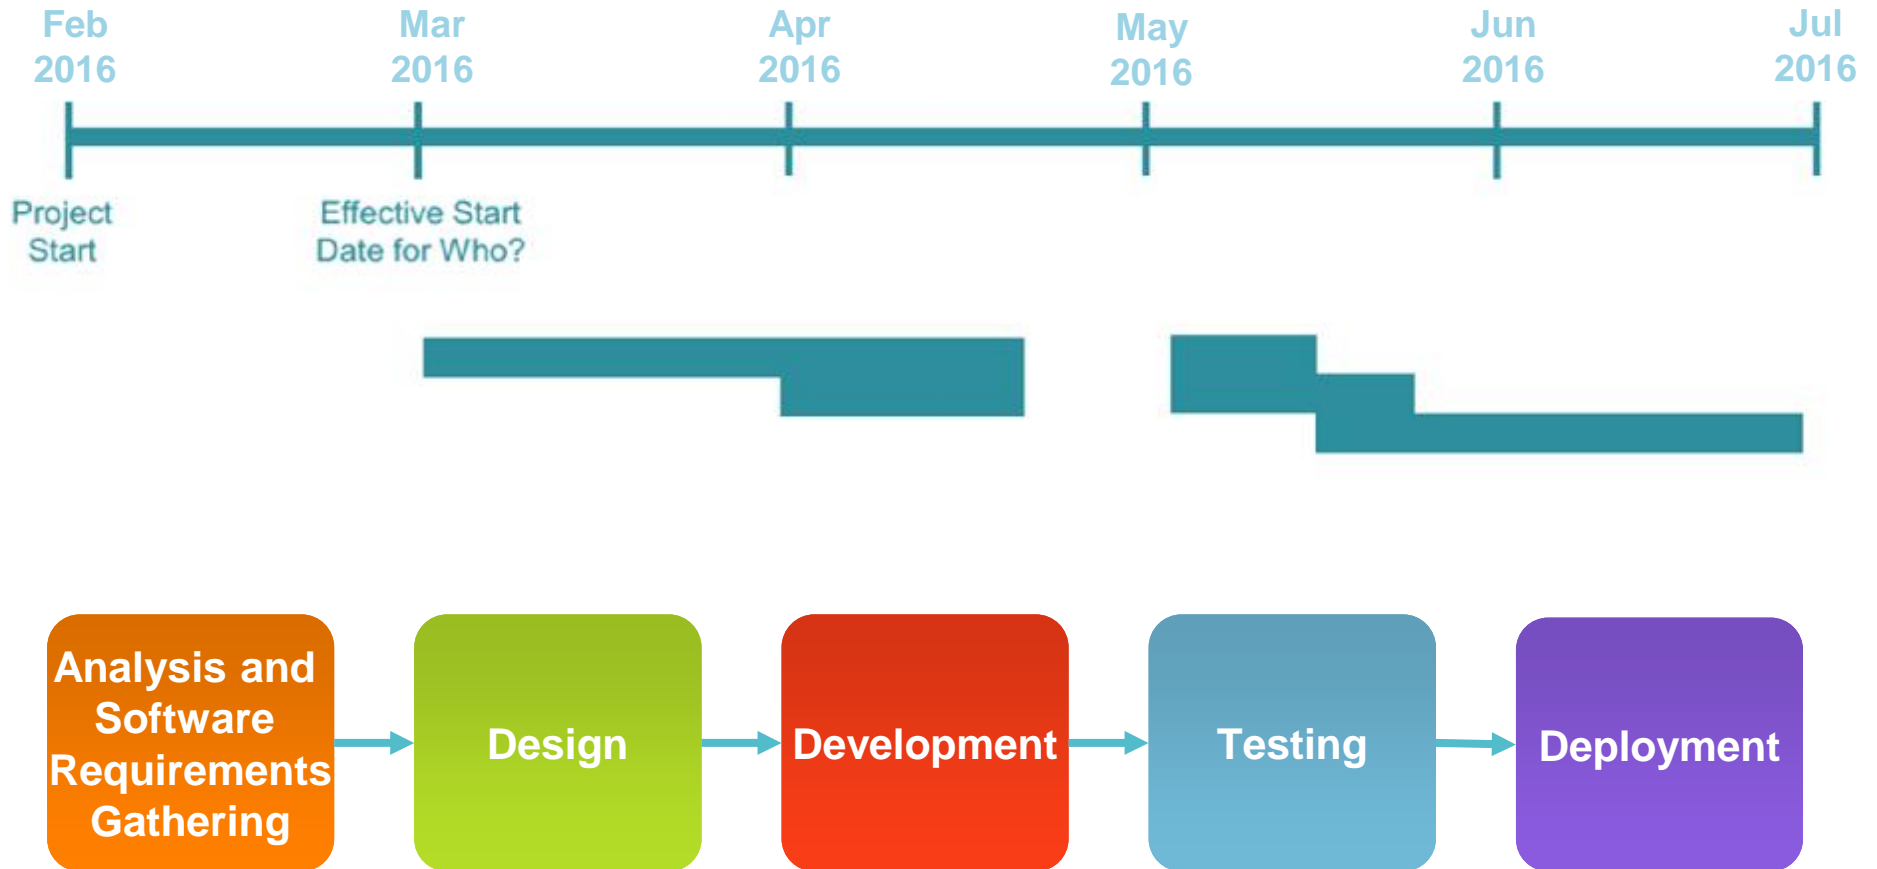 Feb
2016
Mar
2016
Apr
2016
May
2016
Jun
2016
Jul
2016
Project
Start
Effective Start
Date for Who?
Analysis and
Software
Requirements
Gathering
Design
Development
Testing
Deployment